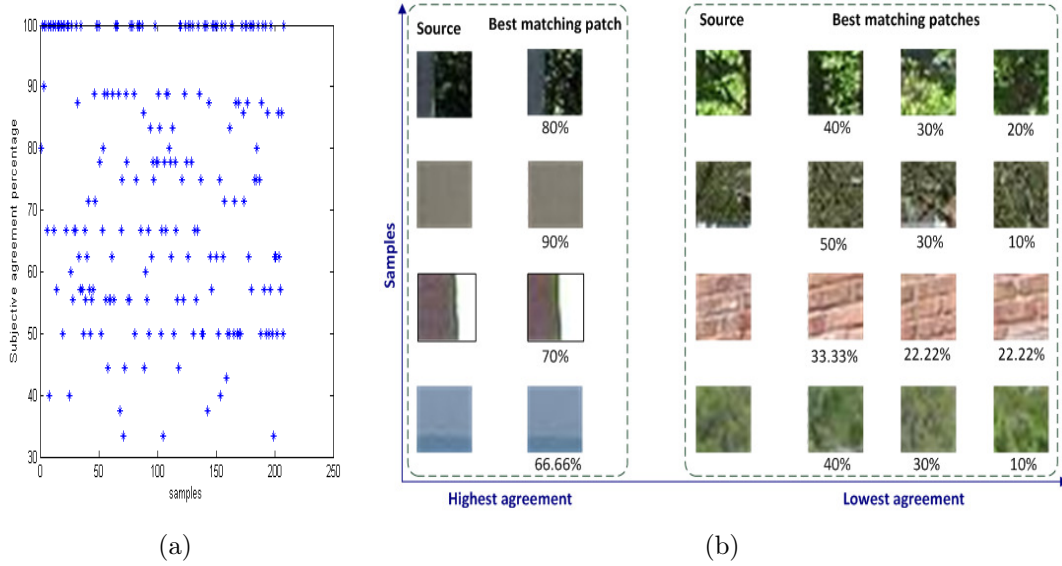 100
90
80
70
60
50
40
30
0
50
100
150
200
250
Subjective agreement percentage
samples
(a)
Samples
Source Best matching patch
80%
90%
70%
66.66%
Highest agreement
Source Best matching patches
40% 30% 20%
50% 30% 10%
33.33% 22.22% 22.22%
40% 30% 10%
Lowest agreement
(b)